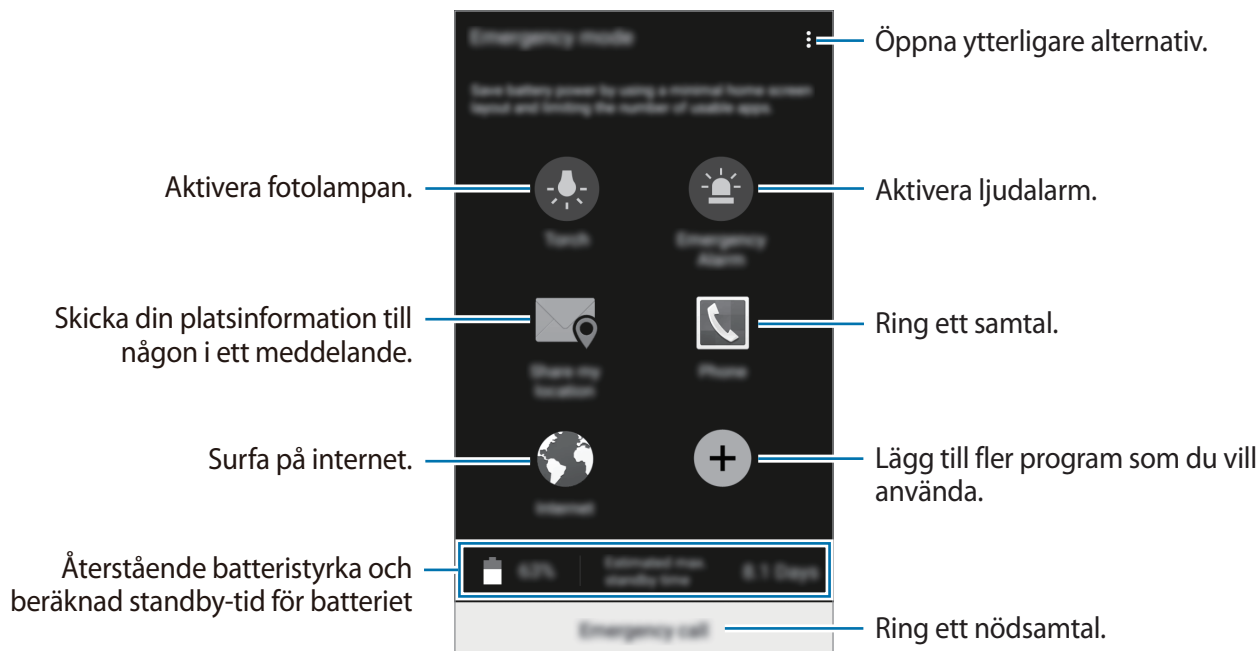 Emergency mode
Öppna ytterligare alternativ.
Save battery power by using a minimal home screen
layout and limiting the number of usable apps.
Aktivera fotolampan.
Aktivera ljudalarm.
Torch
Emergency
Alarm
Skicka din platsinformation till
någon i ett meddelande.
Ring ett samtal.
Share my
location
Phone
Surfa på internet.
Lägg till fler program som du vill
använda.
Internet
Återstående batteristyrka och
beräknad standby-tid för batteriet
63%
Estimated max.
standby time
8.1 Days
Emergency call
Ring ett nödsamtal.